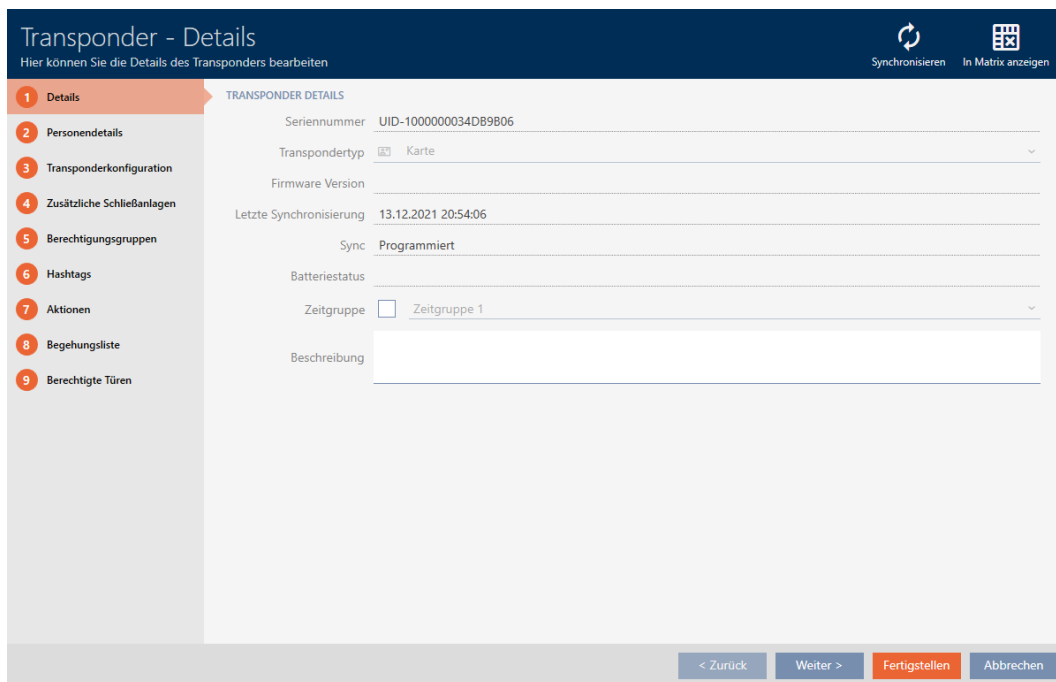 Transponder - Details
Hier können Sie die Details des Transponders bearbeiten
Synchronisieren
In Matrix anzeigen
1 Details
2 Personendetails
3 Transponderkonfiguration
4 Zusätzliche Schließanlagen
5 Berechtigungsgruppen
6 Hashtags
7 Aktionen
8 Begehungsliste
9 Berechtigte Türen
TRANSPONDER DETAILS
Seriennummer UID-1000000034DB9B06
Transpondertyp Karte
Firmware Version
Letzte Synchronisierung 13.12.2021 20:54:06
Sync Programmiert
Batteriestatus
Zeitgruppe Zeitgruppe 1
Beschreibung
< Zurück
Weiter >
Fertigstellen
Abbrechen